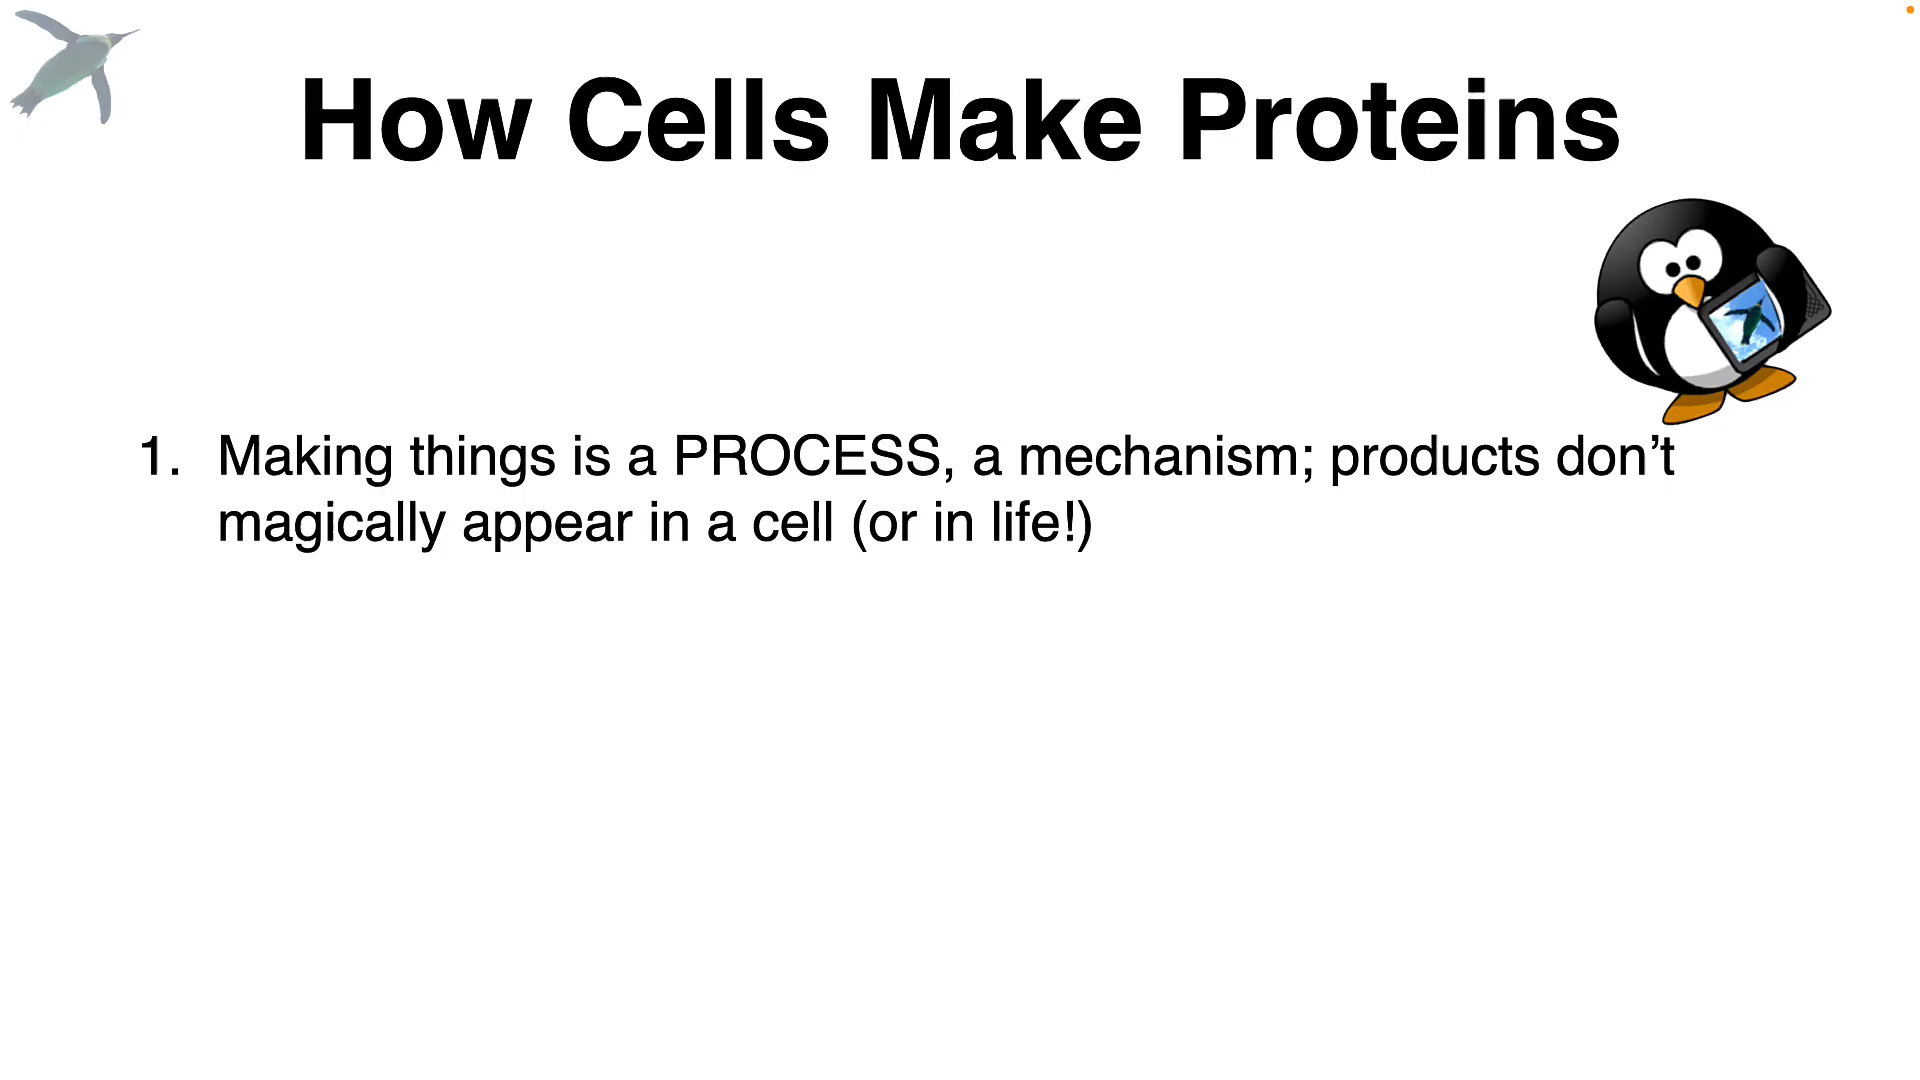 How Cells Make Proteins
1. Making things is a PROCESS, a mechanism; products don’t
magically appear in a cell (or in life!)